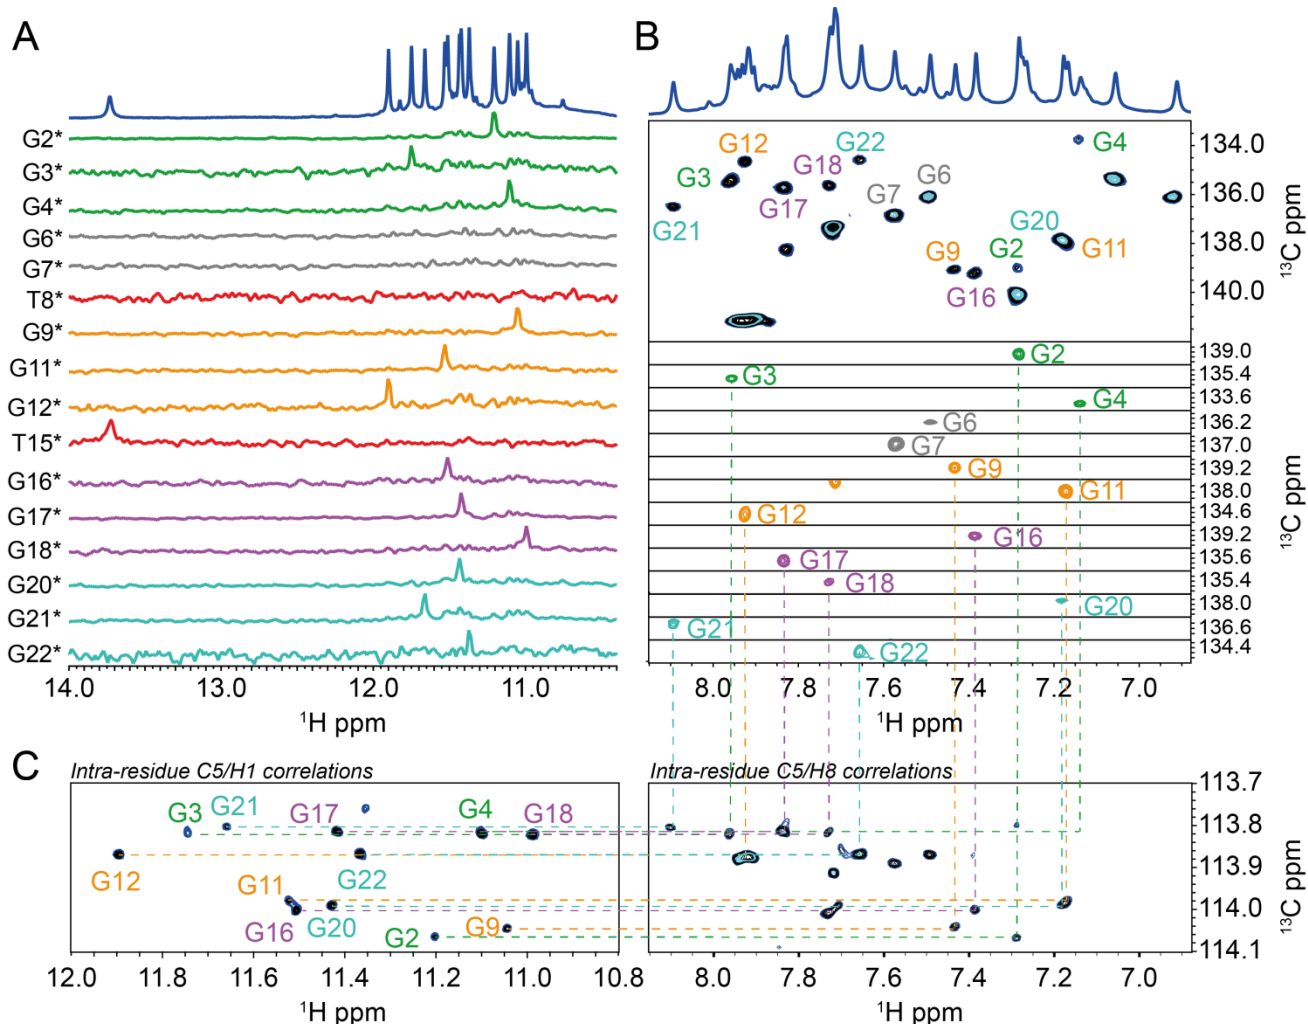 A
G2*
G3*
G4*
G6*
G7*
T8*
G9*
G11*
G12*
T15*
G16*
G17*
G18*
G20*
G21*
G22*
14.0 13.0 12.0 11.0
¹H ppm
B
G12 G22 G4
G3 G18 G6
G17 G7
G21 G20
G9 G2 G11
G16
134.0
136.0
138.0
140.0
¹³C ppm
G2 139.0
G3 135.4
G4 133.6
G6 136.2
G7 137.0
G9 139.2
G11 138.0
G12 134.6
G16 139.2
G17 135.6
G18 135.4
G20 138.0
G21 136.6
G22 134.4
¹³C ppm
8.0 7.8 7.6 7.4 7.2 7.0
¹H ppm
C
Intra-residue C5/H1 correlations
G3 G21 G17 G4 G18
G12 G11 G22
G16 G20 G2 G9
12.0 11.8 11.6 11.4 11.2 11.0 10.8
¹H ppm
Intra-residue C5/H8 correlations
113.7
113.8
113.9
114.0
114.1
¹³C ppm
8.0 7.8 7.6 7.4 7.2 7.0
¹H ppm